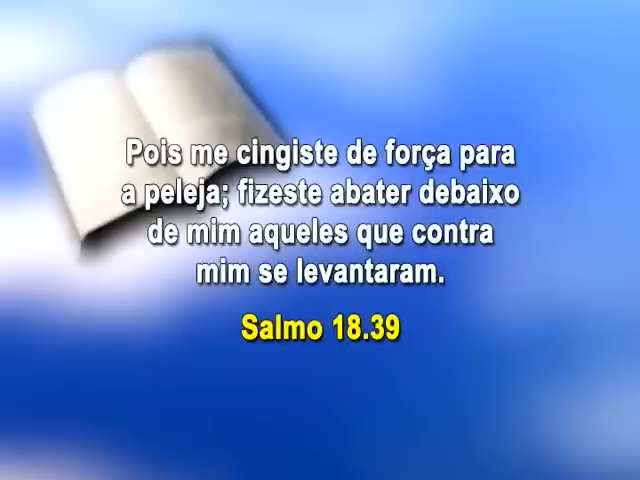 Pois me cingiste de força para
a peleja; fizeste abater debaixo
de mim aqueles que contra
mim se levantaram.
Salmo 18.39